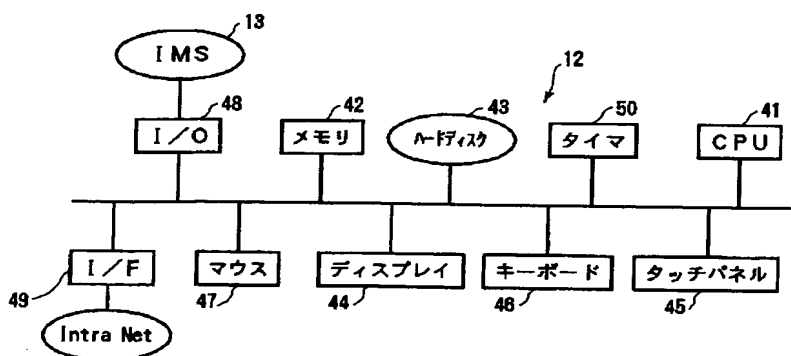 13
IMS
12
48
42
43
50
41
I/O
メモリ
ハードディスク
タイマ
CPU
I/F
マウス
ディスプレイ
キーボード
タッチパネル
49
47
44
46
45
Intra Net